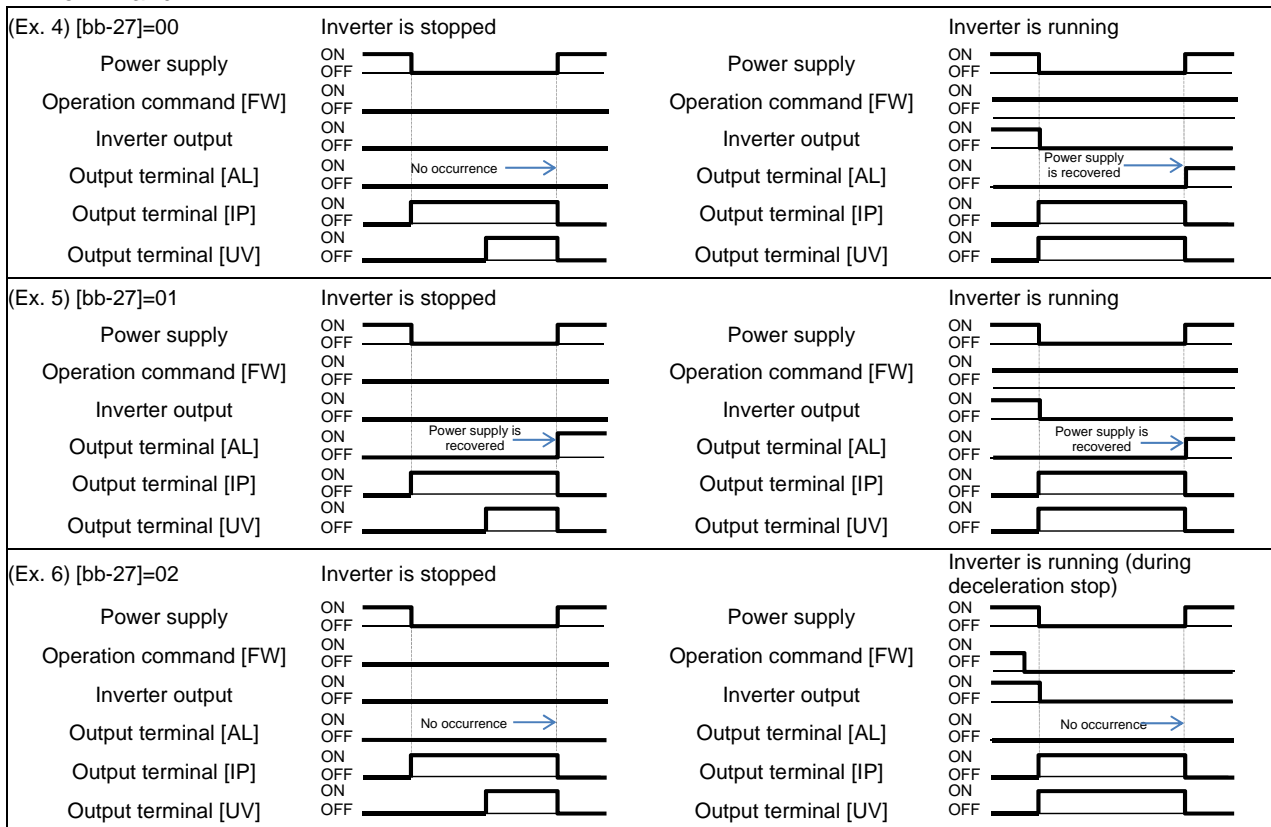 (Ex. 4) [bb-27]=00
Inverter is stopped
Inverter is running
Power supply
ON
OFF
Power supply
ON
OFF
Operation command [FW]
ON
OFF
Operation command [FW]
ON
OFF
Inverter output
ON
OFF
Inverter output
ON
OFF
Output terminal [AL]
ON
OFF
No occurrence
Output terminal [AL]
ON
OFF
Power supply
is recovered
Output terminal [IP]
ON
OFF
Output terminal [IP]
ON
OFF
Output terminal [UV]
ON
OFF
Output terminal [UV]
ON
OFF
(Ex. 5) [bb-27]=01
Inverter is stopped
Inverter is running
Power supply
ON
OFF
Power supply
ON
OFF
Operation command [FW]
ON
OFF
Operation command [FW]
ON
OFF
Inverter output
ON
OFF
Inverter output
ON
OFF
Output terminal [AL]
ON
OFF
Power supply is
recovered
Output terminal [AL]
ON
OFF
Power supply is
recovered
Output terminal [IP]
ON
OFF
Output terminal [IP]
ON
OFF
Output terminal [UV]
ON
OFF
Output terminal [UV]
ON
OFF
(Ex. 6) [bb-27]=02
Inverter is stopped
Inverter is running (during
deceleration stop)
Power supply
ON
OFF
Power supply
ON
OFF
Operation command [FW]
ON
OFF
Operation command [FW]
ON
OFF
Inverter output
ON
OFF
Inverter output
ON
OFF
Output terminal [AL]
ON
OFF
No occurrence
Output terminal [AL]
ON
OFF
No occurrence
Output terminal [IP]
ON
OFF
Output terminal [IP]
ON
OFF
Output terminal [UV]
ON
OFF
Output terminal [UV]
ON
OFF